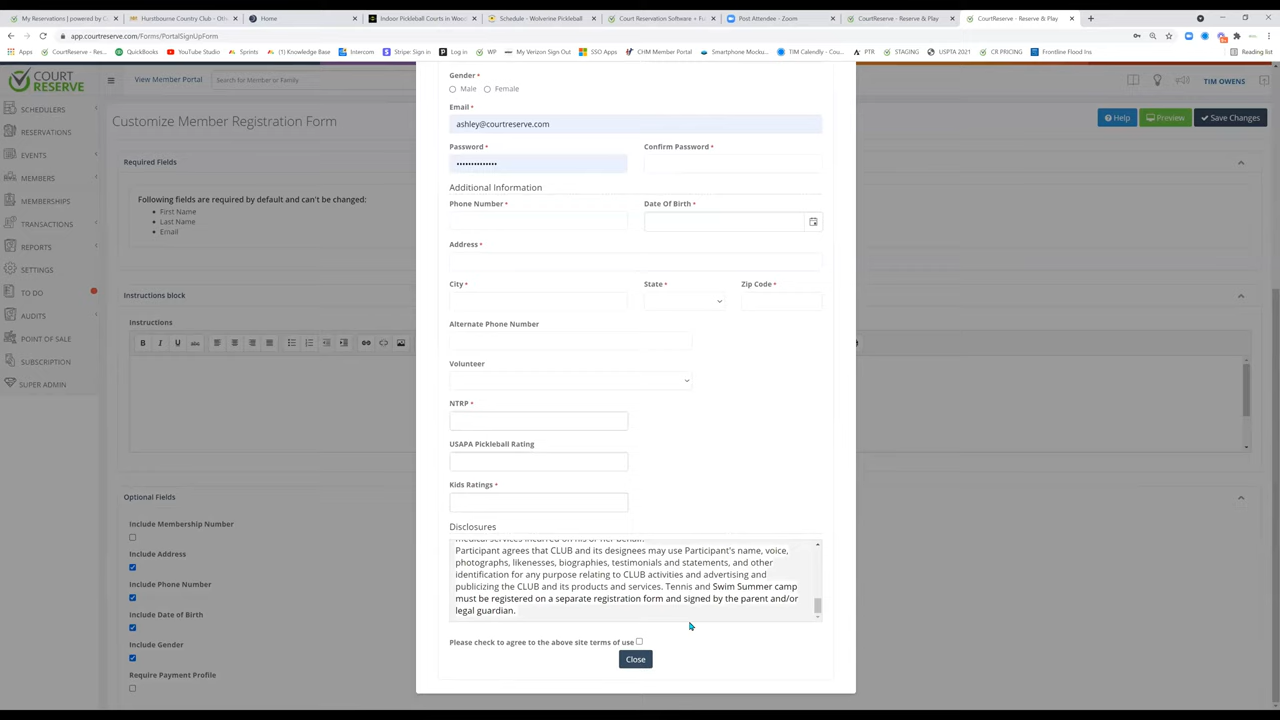 My Reservations | powered by C
Hurstbourne Country Club - Oth
Home
Indoor Pickleball Courts in Woo
Schedule - Wolverine Pickleball
Court Reservation Software + Fu
Post Attendee - Zoom
CourtReserve - Reserve & Play
CourtReserve - Reserve & Play
app.courtreserve.com/Forms/PortalSignUpForm
Apps
CourtReserve - Res...
QuickBooks
YouTube Studio
Sprints
(1) Knowledge Base
Intercom
Stripe: Sign in
Log in
WP
My Verizon Sign Out
SSO Apps
CHM Member Portal
Smartphone Mocku...
TIM Calendly - Cour...
PTR
STAGING
USPTA 2021
CR PRICING
Frontline Flood Ins
Reading list
COURT
RESERVE
View Member Portal
Search for Member or Family
TIM OWENS
SCHEDULERS
RESERVATIONS
EVENTS
MEMBERS
MEMBERSHIPS
TRANSACTIONS
REPORTS
SETTINGS
TO DO
AUDITS
POINT OF SALE
SUBSCRIPTION
SUPER ADMIN
Customize Member Registration Form
Help
Preview
Save Changes
Required Fields
Following fields are required by default and can't be changed:
• First Name
• Last Name
• Email
Instructions block
Instructions
B I U abc
Optional Fields
Include Membership Number
Include Address
Include Phone Number
Include Date of Birth
Include Gender
Require Payment Profile
Gender *
Male Female
Email *
ashley@courtreserve.com
Password * Confirm Password *
••••••••••••••
Additional Information
Phone Number * Date Of Birth *
Address *
City * State * Zip Code *
Alternate Phone Number
Volunteer
NTRP *
USAPA Pickleball Rating
Kids Ratings *
Disclosures
medical services incurred on his or her behalf.
Participant agrees that CLUB and its designees may use Participant's name, voice,
photographs, likenesses, biographies, testimonials and statements, and other
identification for any purpose relating to CLUB activities and advertising and
publicizing the CLUB and its products and services. Tennis and Swim Summer camp
must be registered on a separate registration form and signed by the parent and/or
legal guardian.
Please check to agree to the above site terms of use
Close